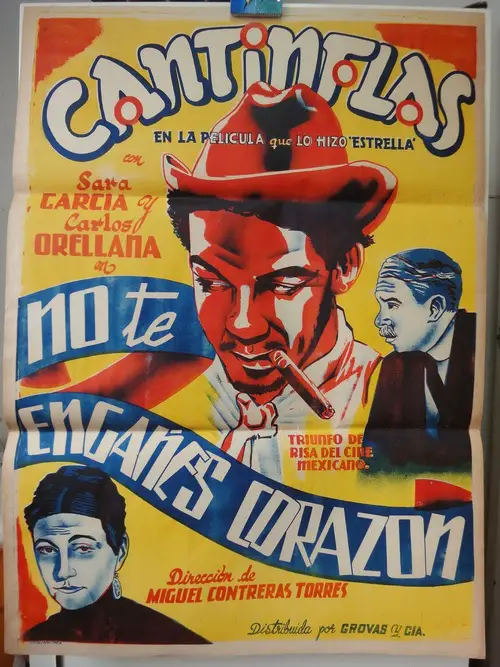 CANTINFLAS
EN LA PELICULA que LO HIZO "ESTRELLA"
con
Sara
GARCIA y
Carlos
ORELLANA
en
NO te
ENGAÑES CORAZON
TRIUNFO DE
RISA DEL CINE
MEXICANO.
Dirección de
MIGUEL CONTRERAS TORRES
Distribuida por GROVAS y CIA.